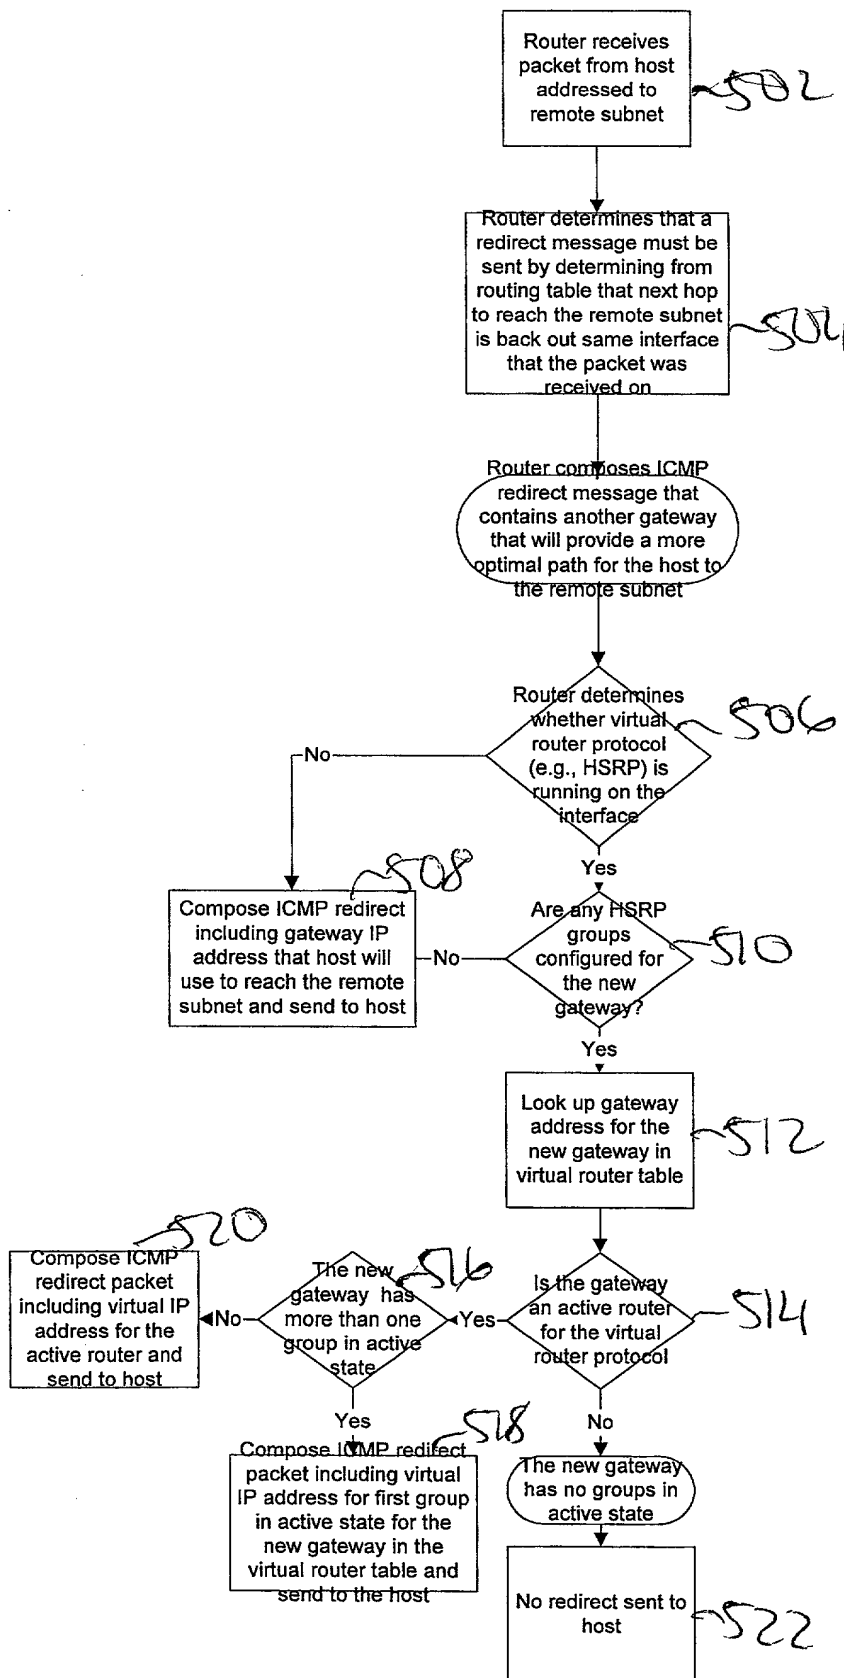 Router receives
packet from host
addressed to
remote subnet
502
Router determines that a
redirect message must be
sent by determining from
routing table that next hop
to reach the remote subnet
is back out same interface
that the packet was
received on
504
Router composes ICMP
redirect message that
contains another gateway
that will provide a more
optimal path for the host to
the remote subnet
Router determines
whether virtual
router protocol
(e.g., HSRP) is
running on the
interface
506
No
Yes
508
Compose ICMP redirect
including gateway IP
address that host will
use to reach the remote
subnet and send to host
No
Are any HSRP
groups
configured for
the new
gateway?
510
Yes
Look up gateway
address for the
new gateway in
virtual router table
512
520
Compose ICMP
redirect packet
including virtual IP
address for the
active router and
send to host
No
The new
gateway has
more than one
group in active
state
516
Yes
Is the gateway
an active router
for the virtual
router protocol
514
Yes
No
518
Compose ICMP redirect
packet including virtual
IP address for first group
in active state for the
new gateway in the
virtual router table and
send to the host
The new gateway
has no groups in
active state
No redirect sent to
host
522